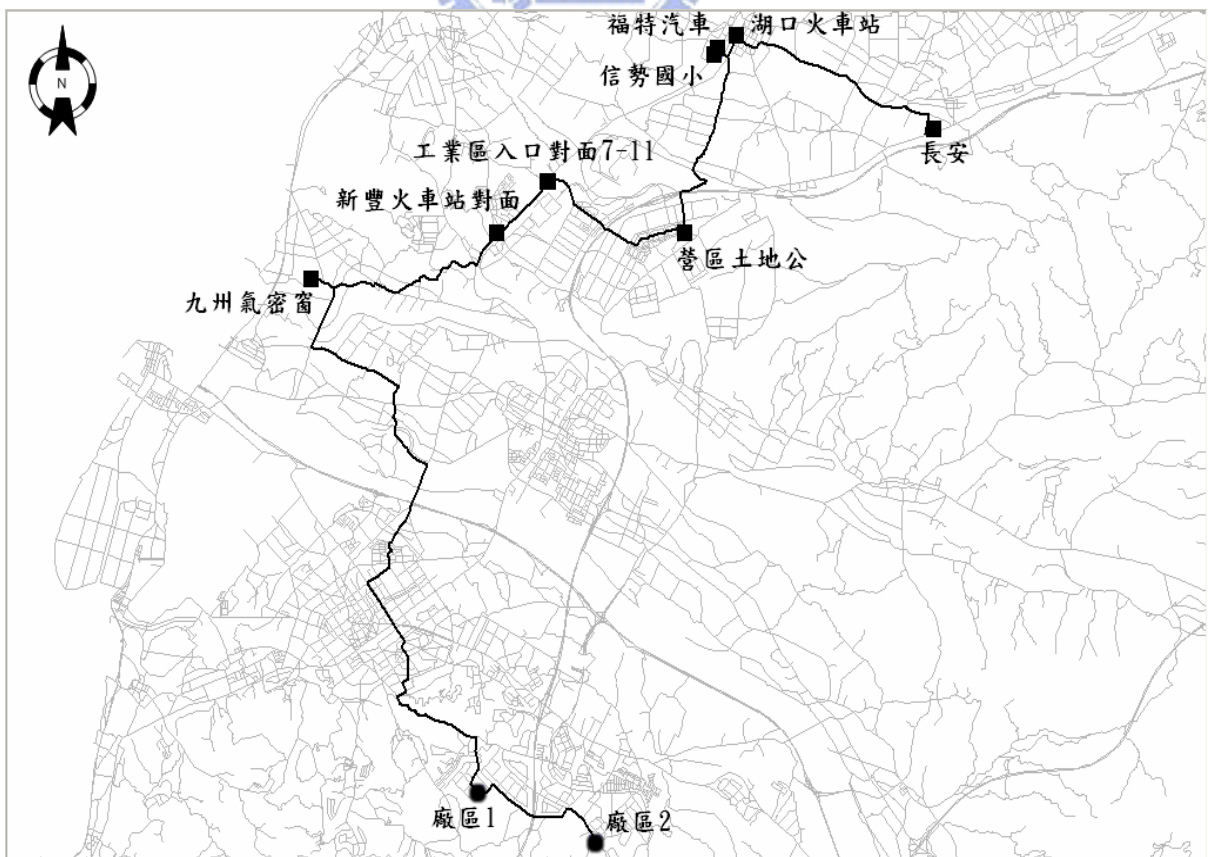 福特汽車
湖口火車站
信勢國小
N
工業區入口對面7-11
長安
新豐火車站對面
營區土地公
九州氣密窗
廠區1
廠區2